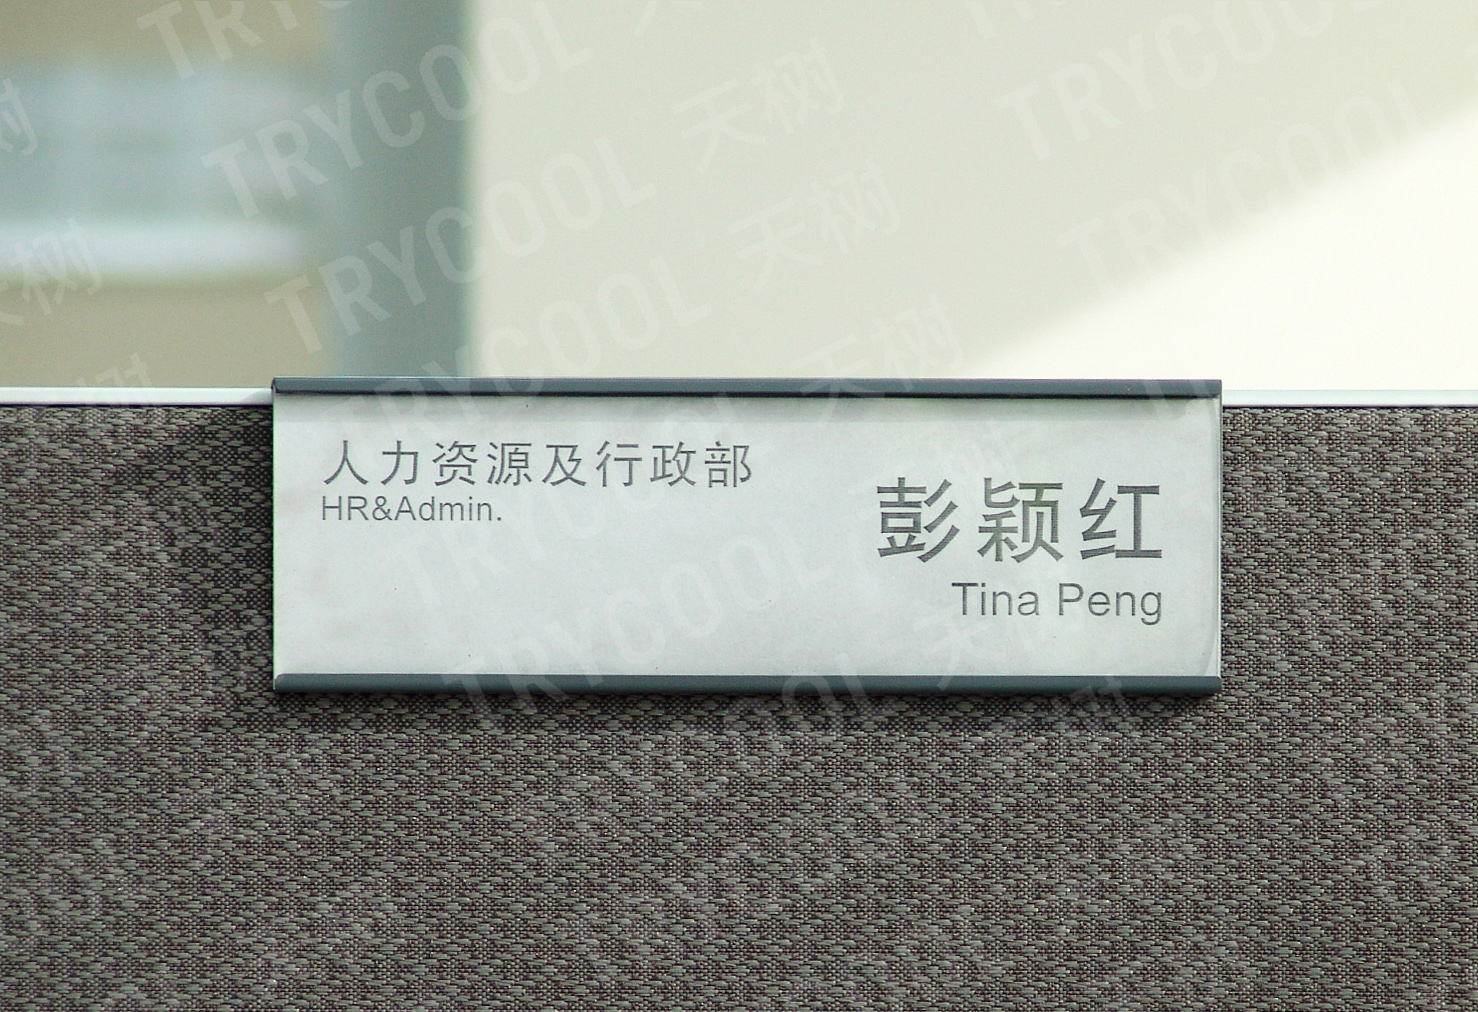 人力资源及行政部
HR&Admin.
彭颖红
Tina Peng
TRYCOOL 天树